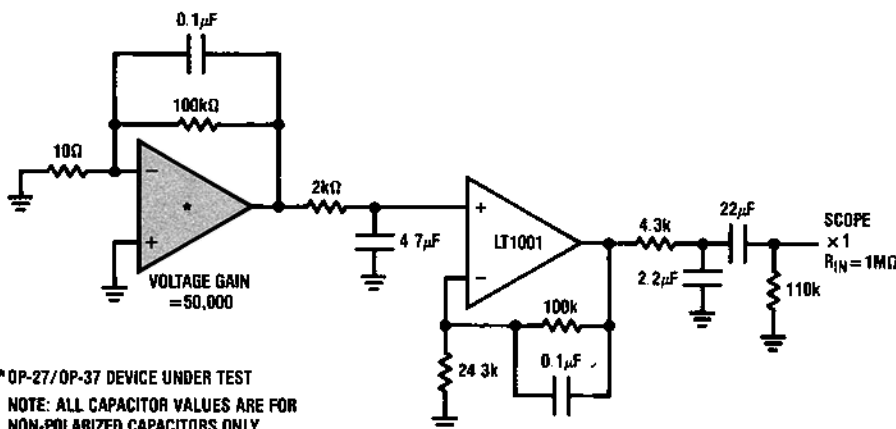 0.1µF
100kΩ
10Ω
−
*
+
VOLTAGE GAIN
=50,000
2kΩ
4 7µF
+
LT1001
−
4.3k
22µF
SCOPE
×1
RIN=1MΩ
2.2µF
110k
100k
24 3k
0.1µF
* OP-27/OP-37 DEVICE UNDER TEST
NOTE: ALL CAPACITOR VALUES ARE FOR
NON-POLARIZED CAPACITORS ONLY